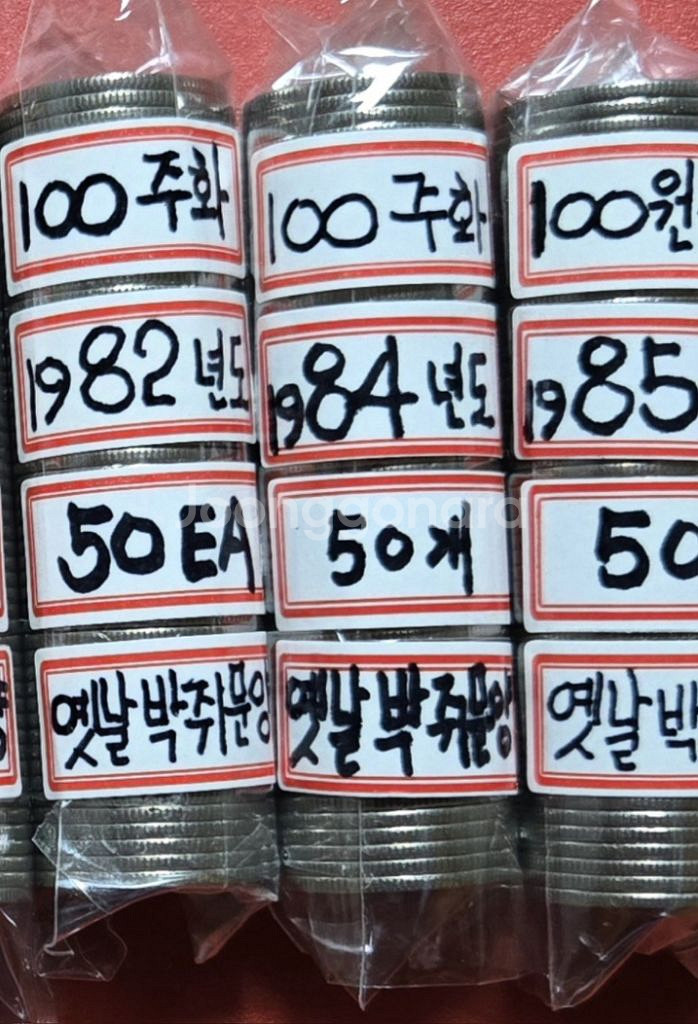 100 주화
1982 년도
50 EA
옛날 박쥐문양
100 주화
1984 년도
50 개
옛날 박쥐문양
100원
1985
50
옛날 박
Joonggonara